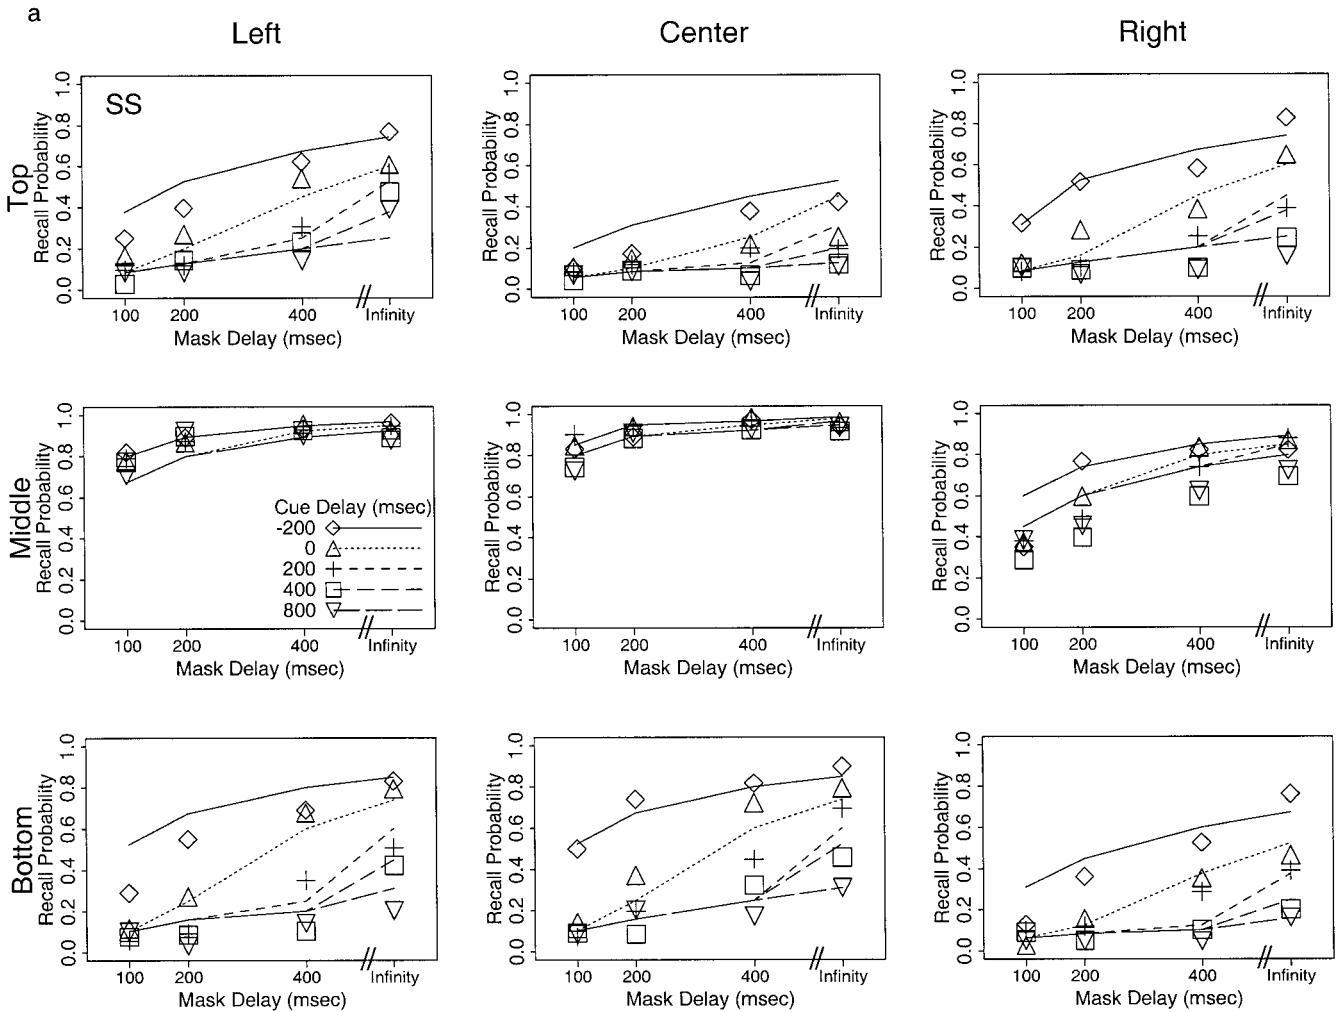 a
Left Center Right
Top
SS
Recall Probability
0.0 0.2 0.4 0.6 0.8 1.0
100 200 400 Infinity
Mask Delay (msec)
Recall Probability
0.0 0.2 0.4 0.6 0.8 1.0
100 200 400 Infinity
Mask Delay (msec)
Recall Probability
0.0 0.2 0.4 0.6 0.8 1.0
100 200 400 Infinity
Mask Delay (msec)
Middle
Recall Probability
0.0 0.2 0.4 0.6 0.8 1.0
Cue Delay (msec)
-200
0
200
400
800
100 200 400 Infinity
Mask Delay (msec)
Recall Probability
0.0 0.2 0.4 0.6 0.8 1.0
100 200 400 Infinity
Mask Delay (msec)
Recall Probability
0.0 0.2 0.4 0.6 0.8 1.0
100 200 400 Infinity
Mask Delay (msec)
Bottom
Recall Probability
0.0 0.2 0.4 0.6 0.8 1.0
100 200 400 Infinity
Mask Delay (msec)
Recall Probability
0.0 0.2 0.4 0.6 0.8 1.0
100 200 400 Infinity
Mask Delay (msec)
Recall Probability
0.0 0.2 0.4 0.6 0.8 1.0
100 200 400 Infinity
Mask Delay (msec)